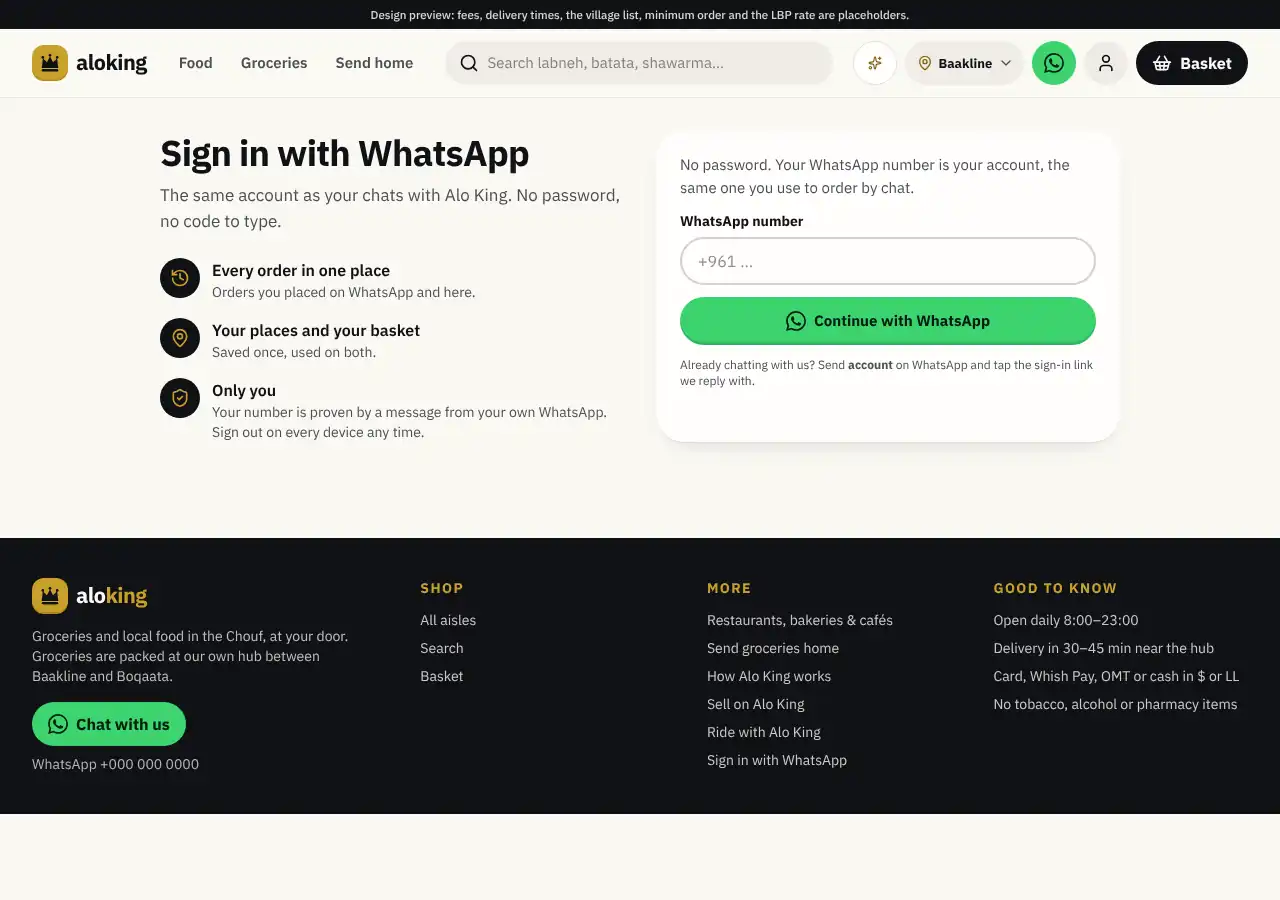 Design preview: fees, delivery times, the village list, minimum order and the LBP rate are placeholders.
aloking
Food
Groceries
Send home
Search labneh, batata, shawarma...
Baakline
Basket
Sign in with WhatsApp
The same account as your chats with Alo King. No password,
no code to type.
Every order in one place
Orders you placed on WhatsApp and here.
Your places and your basket
Saved once, used on both.
Only you
Your number is proven by a message from your own WhatsApp.
Sign out on every device any time.
No password. Your WhatsApp number is your account, the
same one you use to order by chat.
WhatsApp number
+961 ...
Continue with WhatsApp
Already chatting with us? Send account on WhatsApp and tap the sign-in link
we reply with.
aloking
Groceries and local food in the Chouf, at your door.
Groceries are packed at our own hub between
Baakline and Boqaata.
Chat with us
WhatsApp +000 000 0000
SHOP
All aisles
Search
Basket
MORE
Restaurants, bakeries & cafés
Send groceries home
How Alo King works
Sell on Alo King
Ride with Alo King
Sign in with WhatsApp
GOOD TO KNOW
Open daily 8:00–23:00
Delivery in 30–45 min near the hub
Card, Whish Pay, OMT or cash in $ or LL
No tobacco, alcohol or pharmacy items